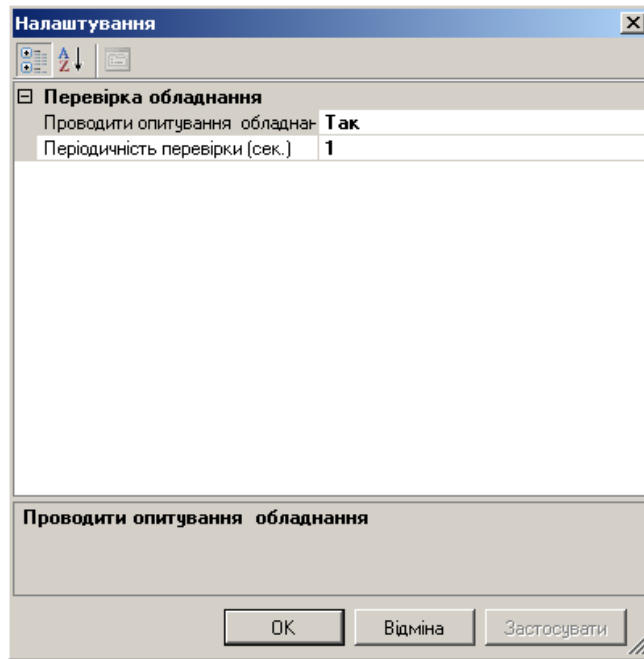 Налаштування
Перевірка обладнання
Проводити опитування обладнан Так
Періодичність перевірки (сек.) 1
Проводити опитування обладнання
OK Відміна Застосувати